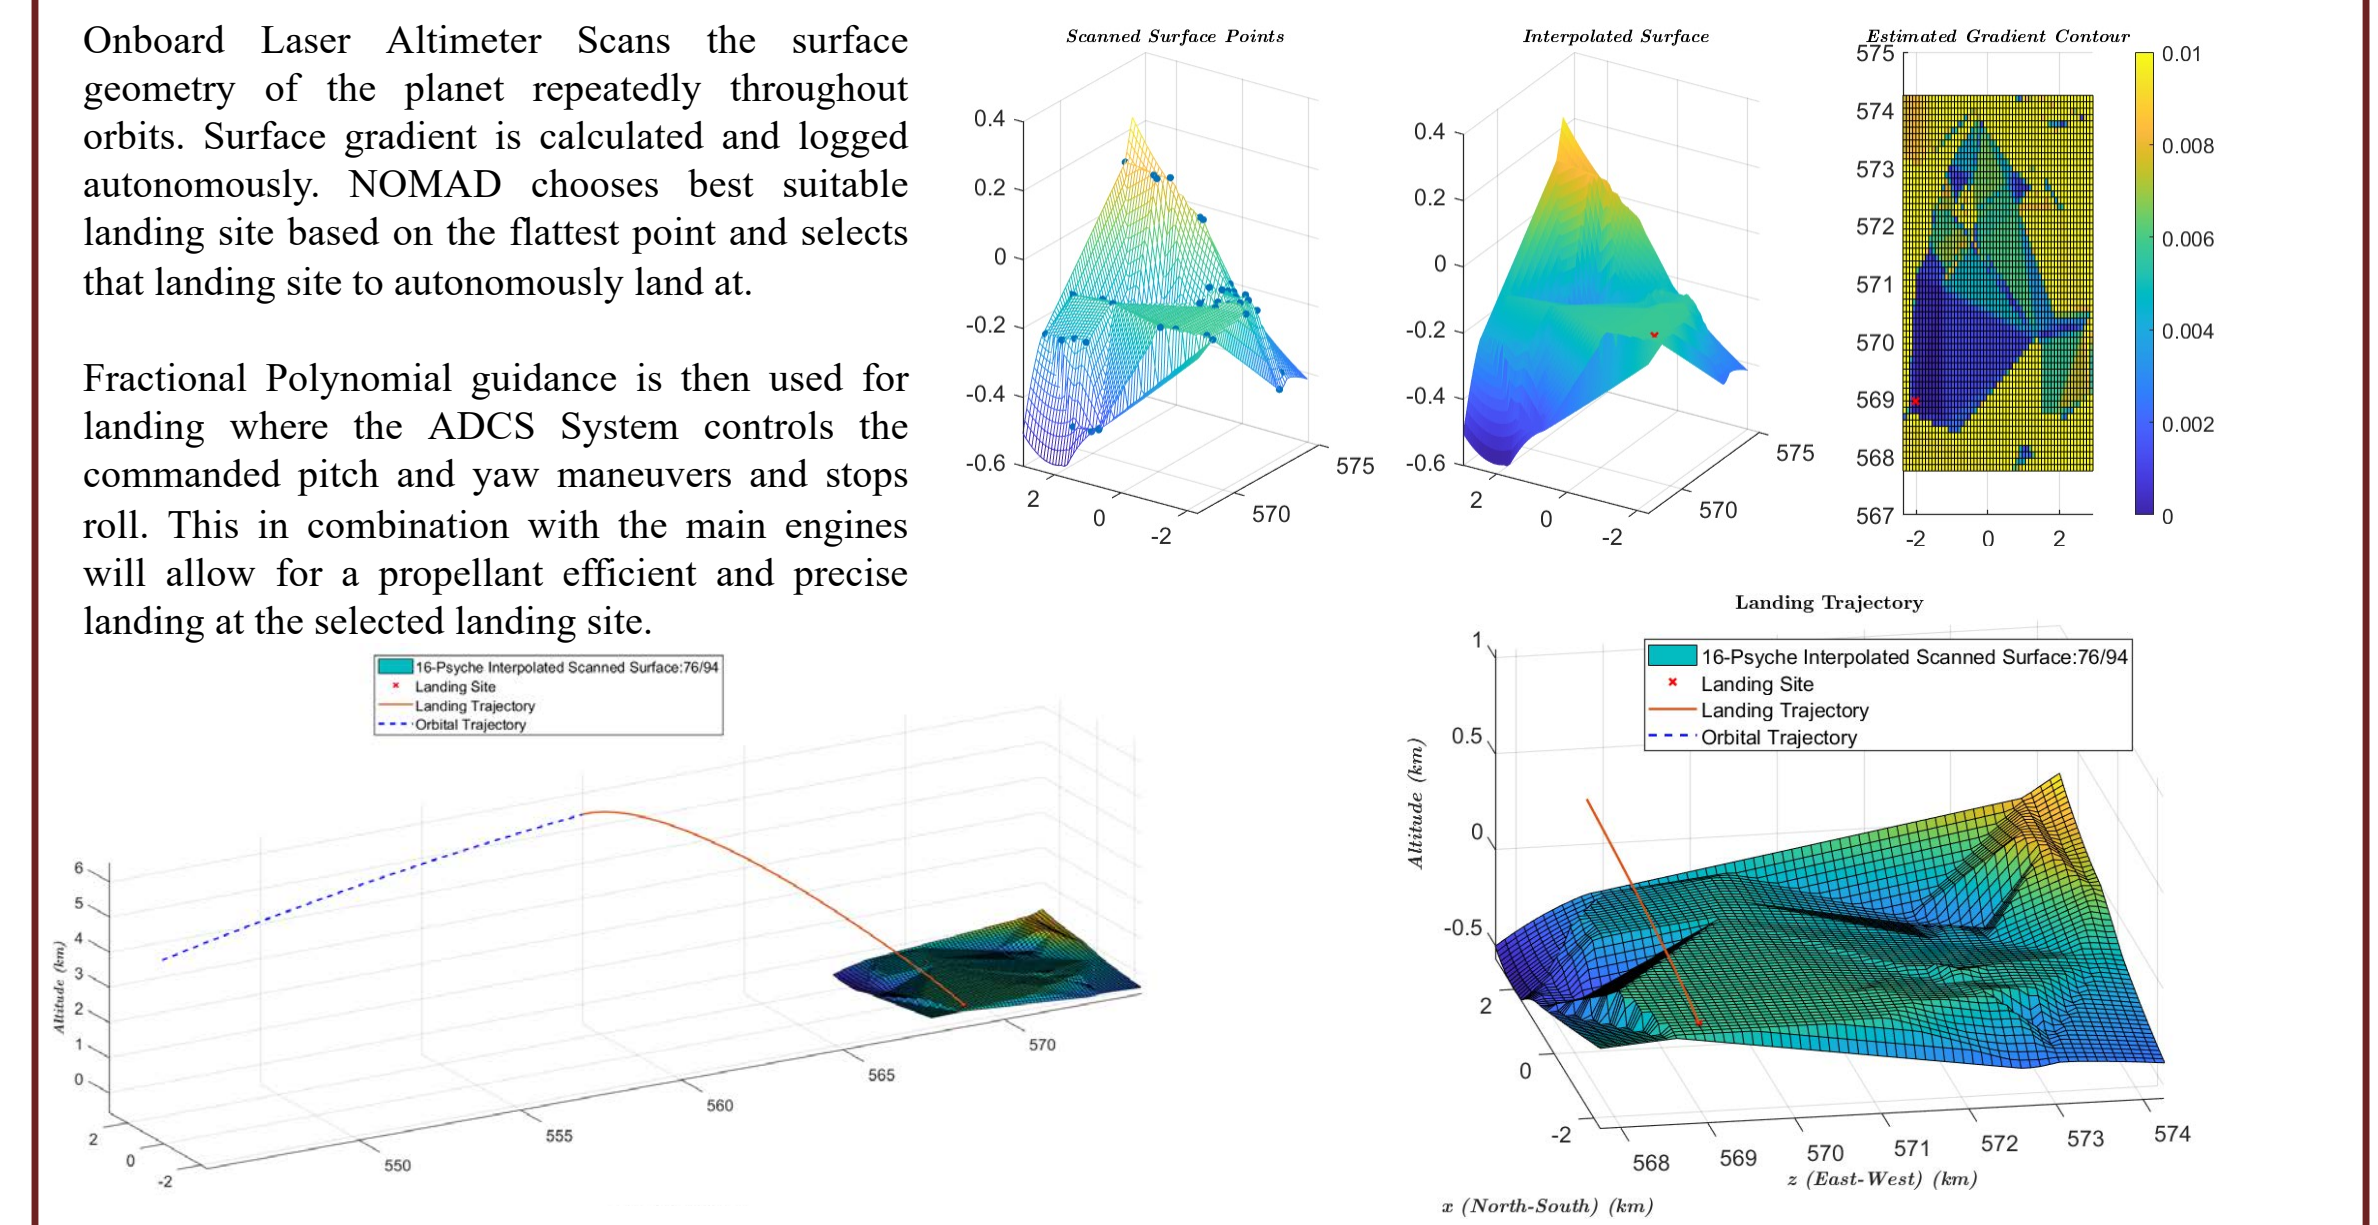 Onboard Laser Altimeter Scans the surface
geometry of the planet repeatedly throughout
orbits. Surface gradient is calculated and logged
autonomously. NOMAD chooses best suitable
landing site based on the flattest point and selects
that landing site to autonomously land at.
Fractional Polynomial guidance is then used for
landing where the ADCS System controls the
commanded pitch and yaw maneuvers and stops
roll. This in combination with the main engines
will allow for a propellant efficient and precise
landing at the selected landing site.
Scanned Surface Points
0.4
0.2
0
-0.2
-0.4
-0.6
2
0
-2
570
575
Interpolated Surface
0.4
0.2
0
-0.2
-0.4
-0.6
2
0
-2
570
575
Estimated Gradient Contour
575
574
573
572
571
570
569
568
567
-2
0
2
0.01
0.008
0.006
0.004
0.002
0
16-Psyche Interpolated Scanned Surface:76/94
Landing Site
Landing Trajectory
Orbital Trajectory
Altitude (km)
6
5
4
3
2
1
0
2
0
-2
550
555
560
565
570
Landing Trajectory
16-Psyche Interpolated Scanned Surface:76/94
Landing Site
Landing Trajectory
Orbital Trajectory
Altitude (km)
1
0.5
0
-0.5
2
0
-2
568
569
570
571
572
573
574
z (East-West) (km)
x (North-South) (km)